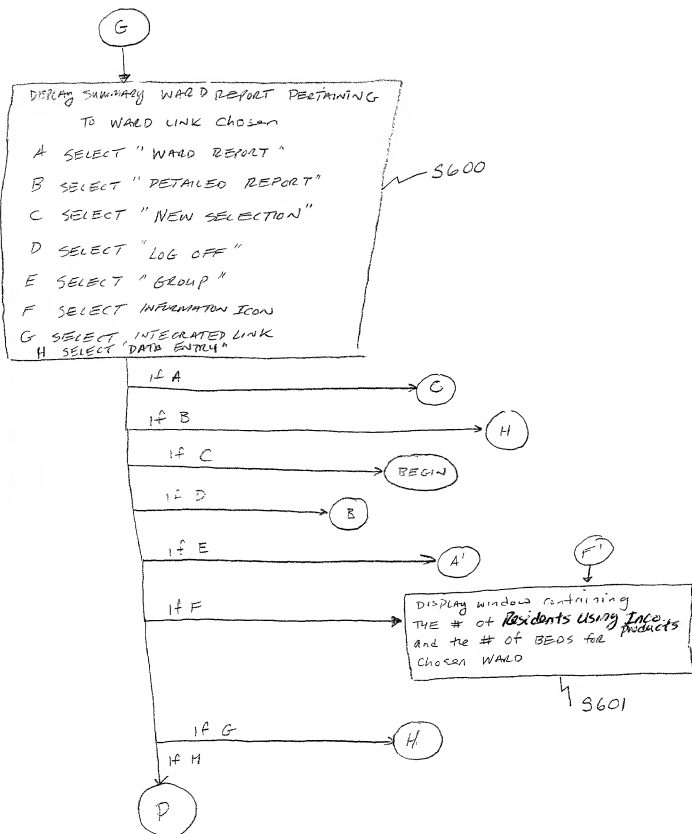 G
DISPLAY SUMMARY WARD REPORT PERTAINING
TO WARD LINK Chosen
A SELECT "WARD REPORT"
B SELECT "DETAILED REPORT"
C SELECT "NEW SELECTION"
D SELECT "LOG OFF"
E SELECT "GROUP"
F SELECT INFORMATON ICON
G SELECT INTEGRATED LINK
H SELECT "DATA ENTRY"
S600
if A
C
if B
H
if C
BEGIN
if D
B
if E
A'
F'
if F
DISPLAY window containing
THE # of Residents Using Inco
products
and the # of BEDS for
Chosen WARD
S601
if G
H
if H
P